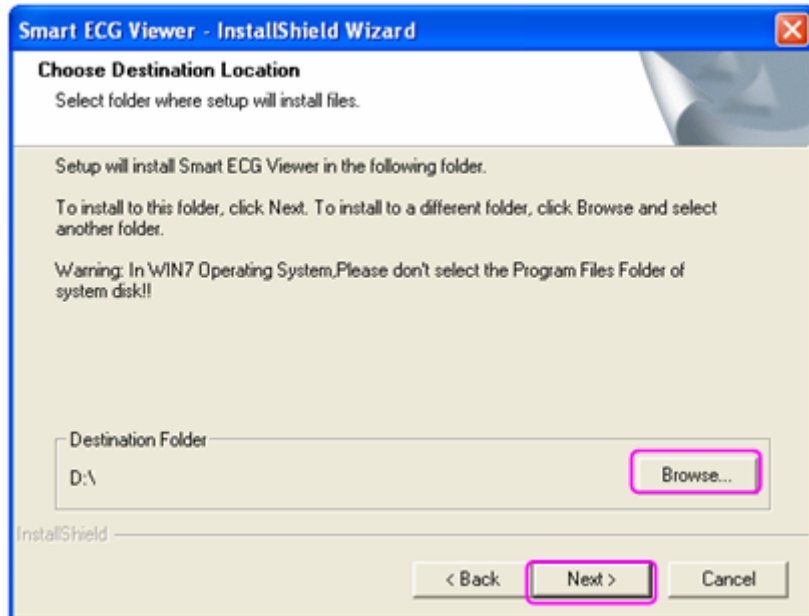 Smart ECG Viewer - InstallShield Wizard
Choose Destination Location
Select folder where setup will install files.
Setup will install Smart ECG Viewer in the following folder.
To install to this folder, click Next. To install to a different folder, click Browse and select
another folder.
Warning: In WIN7 Operating System,Please don't select the Program Files Folder of
system disk!!
Destination Folder
D:\
Browse...
InstallShield
< Back
Next >
Cancel